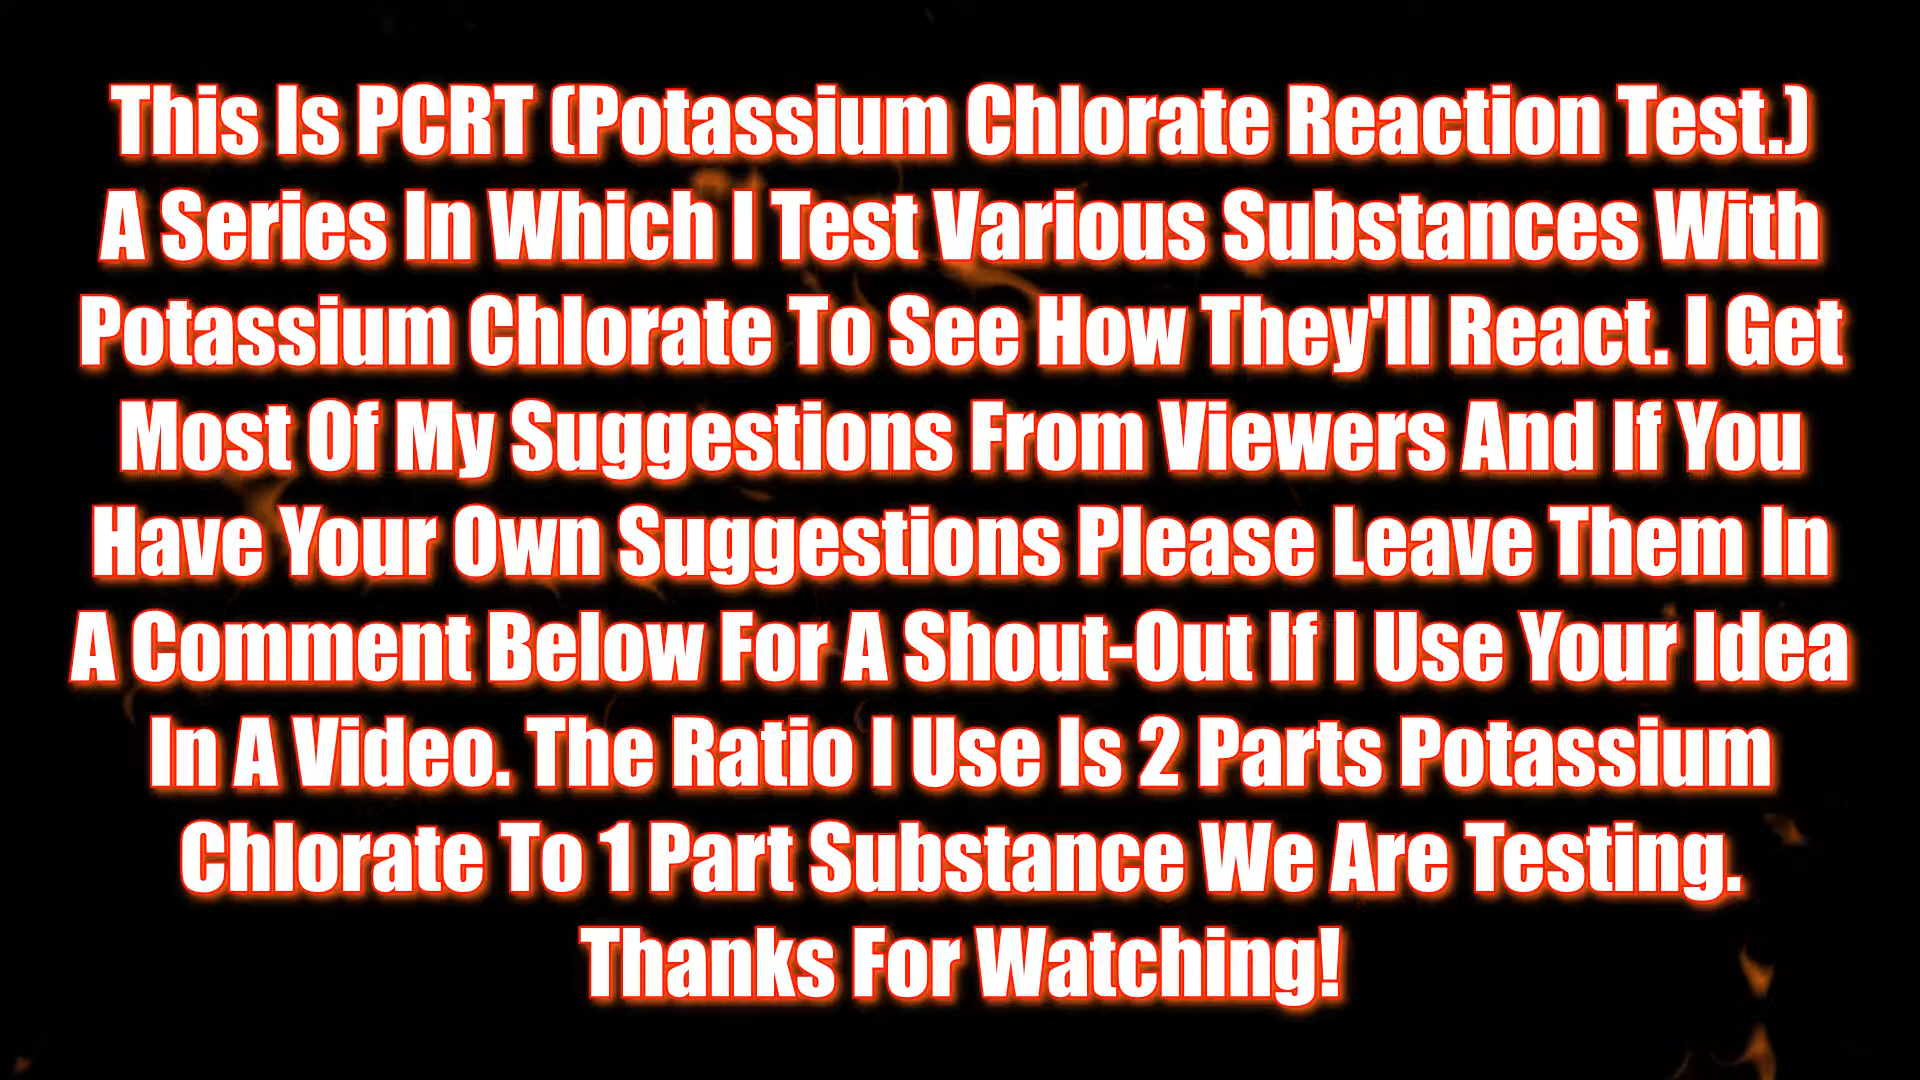 This Is PCRT (Potassium Chlorate Reaction Test.)
A Series In Which I Test Various Substances With
Potassium Chlorate To See How They'll React. I Get
Most Of My Suggestions From Viewers And If You
Have Your Own Suggestions Please Leave Them In
A Comment Below For A Shout-Out If I Use Your Idea
In A Video. The Ratio I Use Is 2 Parts Potassium
Chlorate To 1 Part Substance We Are Testing.
Thanks For Watching!